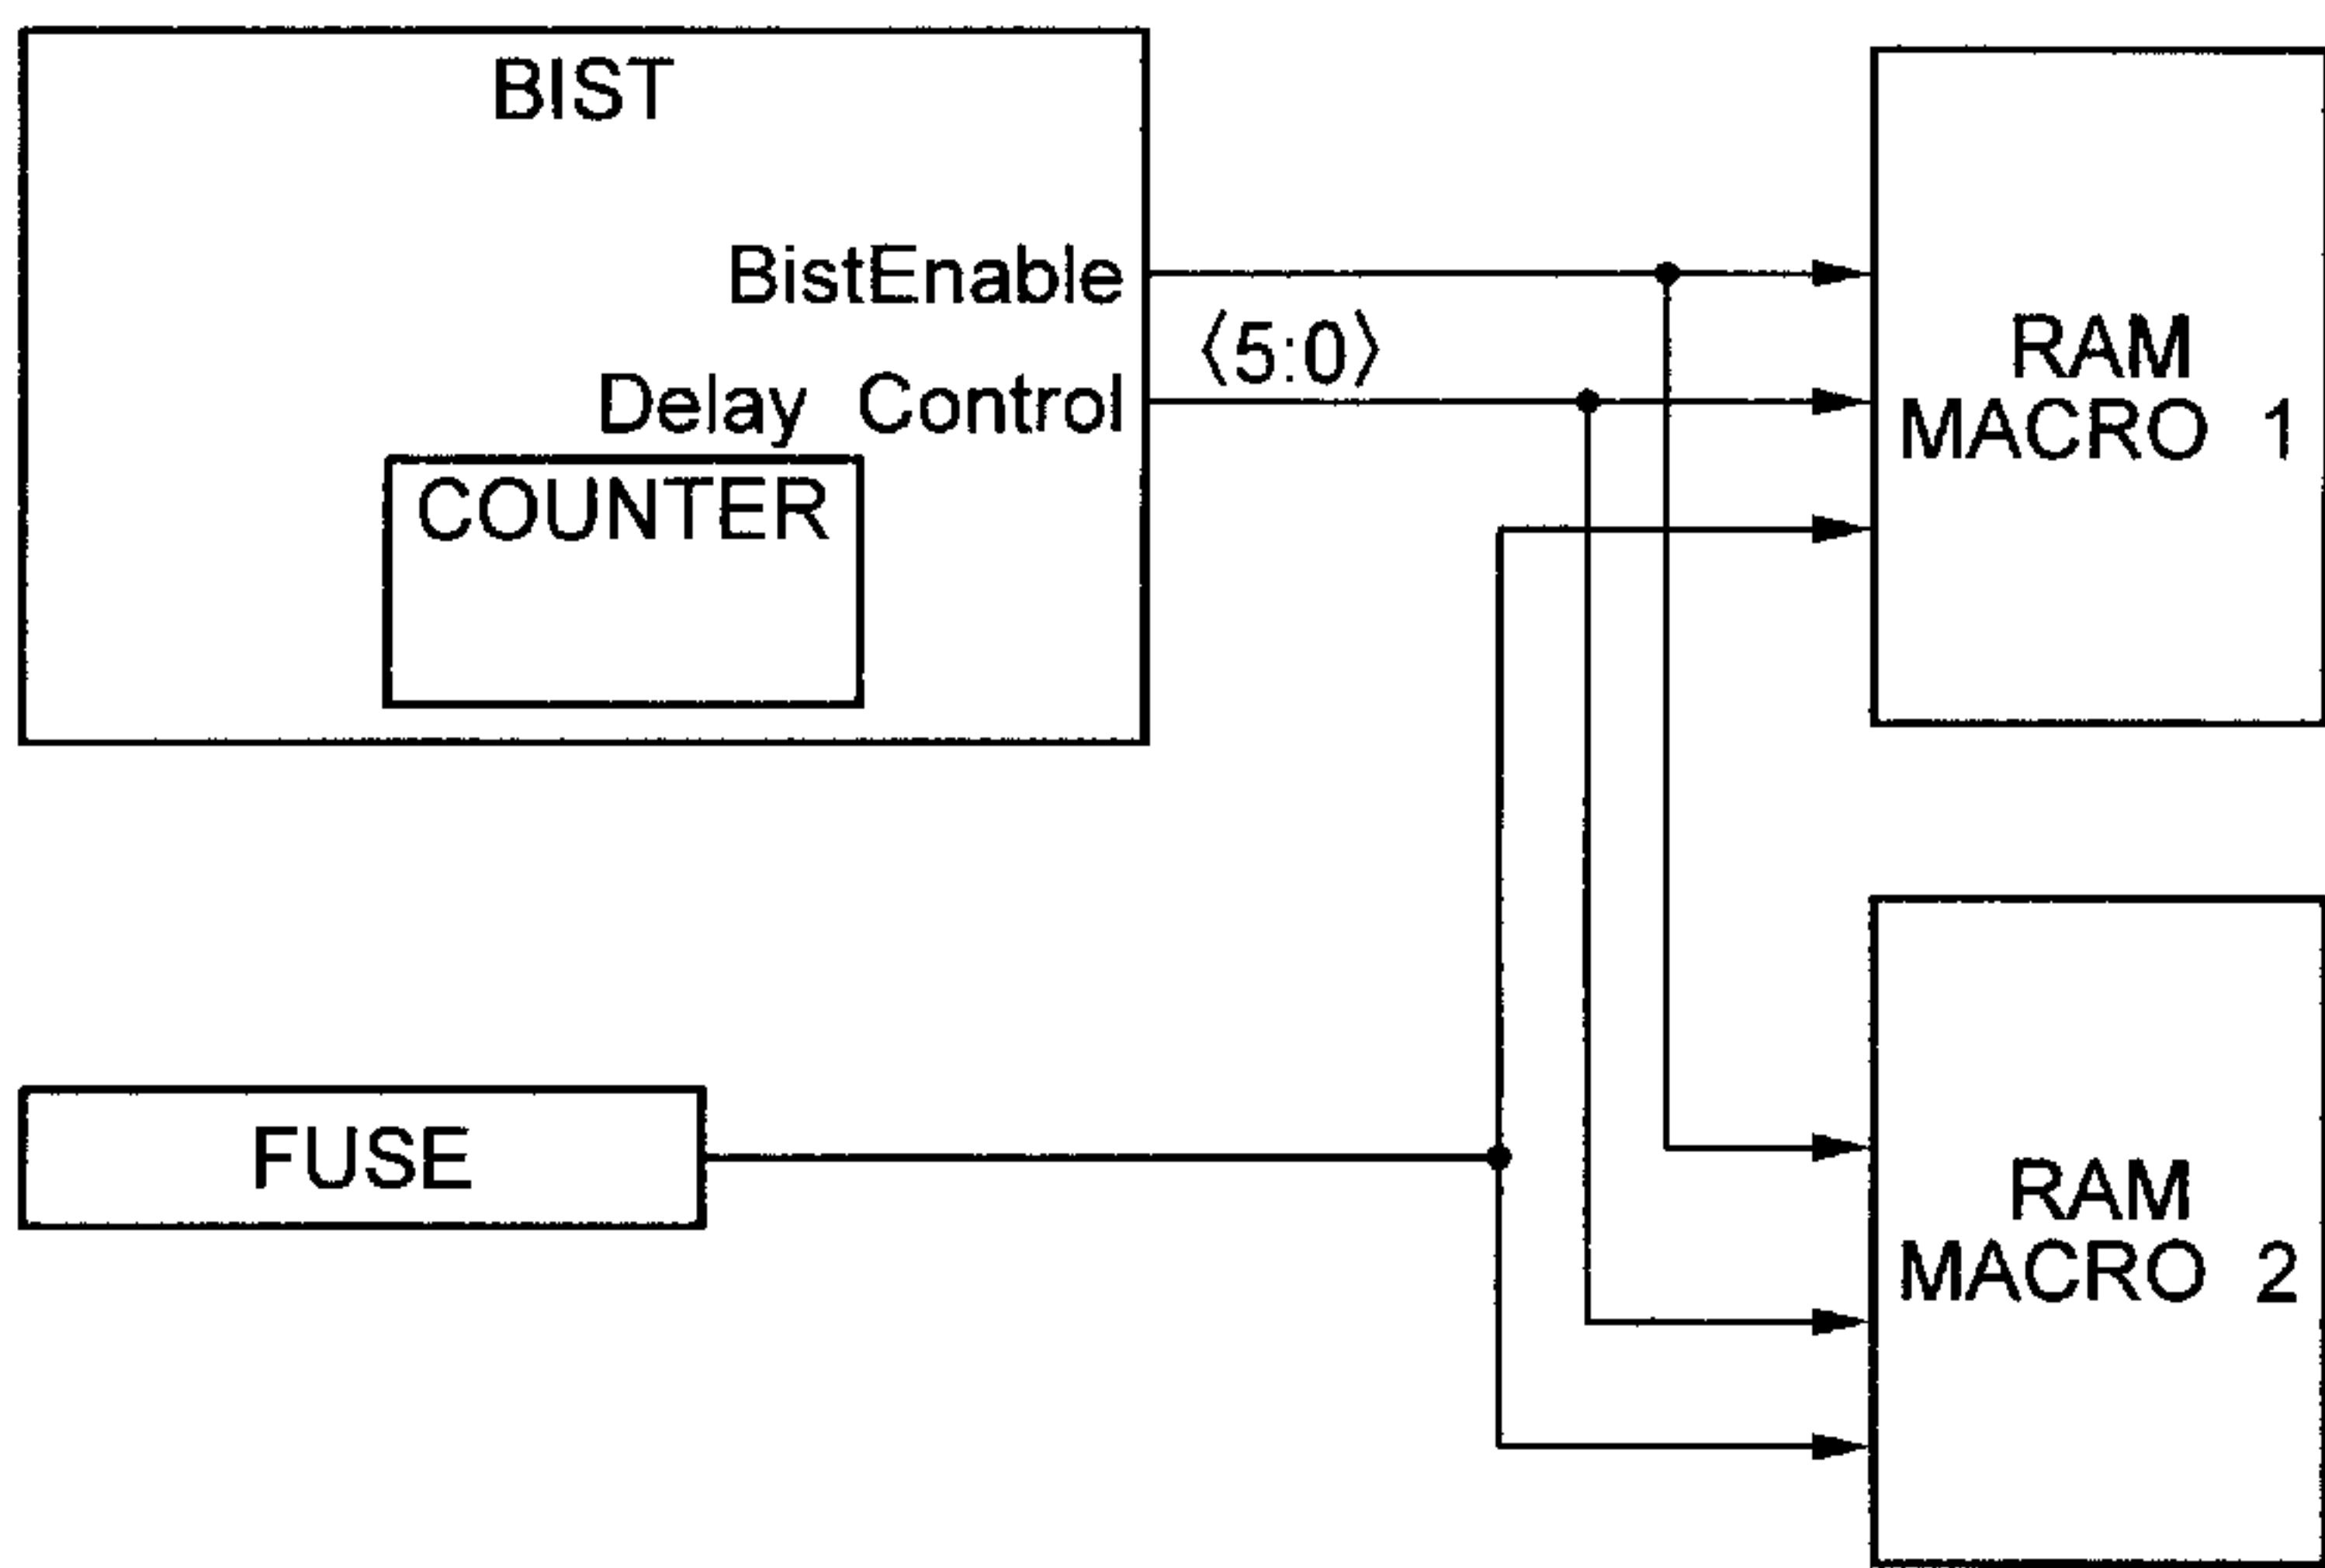 BIST
BistEnable
⟨5:0⟩
Delay Control
COUNTER
RAM
MACRO 1
FUSE
RAM
MACRO 2